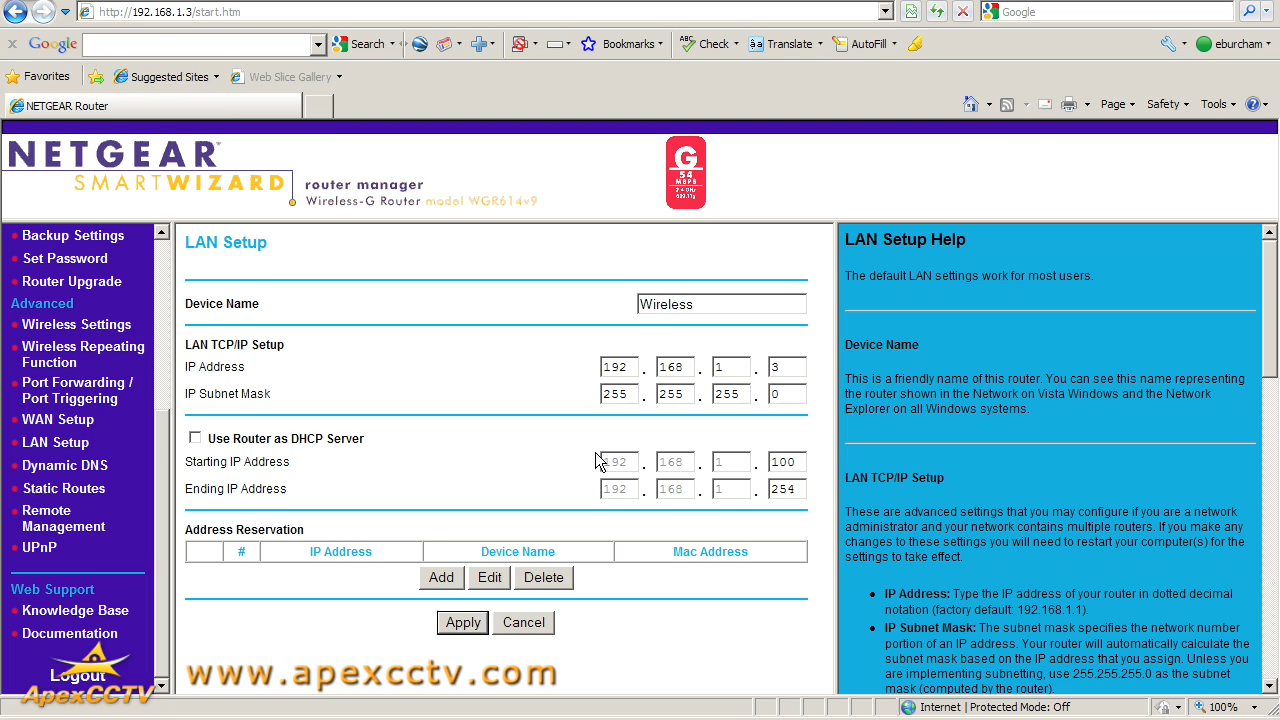 http://192.168.1.3/start.htm
Google
Google
Search
Bookmarks
ABC
Check
Translate
AutoFill
eburcham
Favorites
Suggested Sites
Web Slice Gallery
NETGEAR Router
Page
Safety
Tools
NETGEAR
SMARTWIZARD
router manager
Wireless-G Router model WGR614v9
G
54
MBPS
2.4 GHz
802.11g
Backup Settings
Set Password
Router Upgrade
Advanced
Wireless Settings
Wireless Repeating
Function
Port Forwarding /
Port Triggering
WAN Setup
LAN Setup
Dynamic DNS
Static Routes
Remote
Management
UPnP
Web Support
Knowledge Base
Documentation
Logout
ApexCCTV
LAN Setup
Device Name
Wireless
LAN TCP/IP Setup
IP Address
192 . 168 . 1 . 3
IP Subnet Mask
255 . 255 . 255 . 0
Use Router as DHCP Server
Starting IP Address
192 . 168 . 1 . 100
Ending IP Address
192 . 168 . 1 . 254
Address Reservation
# IP Address Device Name Mac Address
Add Edit Delete
Apply Cancel
www.apexcctv.com
LAN Setup Help
The default LAN settings work for most users.
Device Name
This is a friendly name of this router. You can see this name representing
the router shown in the Network on Vista Windows and the Network
Explorer on all Windows systems.
LAN TCP/IP Setup
These are advanced settings that you may configure if you are a network
administrator and your network contains multiple routers. If you make any
changes to these settings you will need to restart your computer(s) for the
settings to take effect.
IP Address: Type the IP address of your router in dotted decimal
notation (factory default: 192.168.1.1).
IP Subnet Mask: The subnet mask specifies the network number
portion of an IP address. Your router will automatically calculate the
subnet mask based on the IP address that you assign. Unless you
are implementing subnetting, use 255.255.255.0 as the subnet
mask (computed by the router).
Internet | Protected Mode: Off
100%